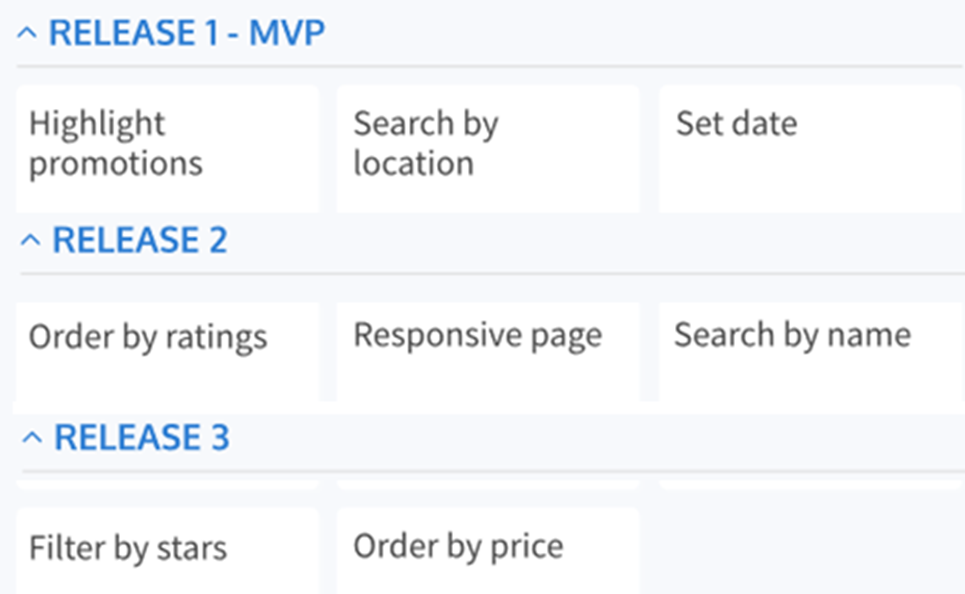 RELEASE 1 - MVP
Highlight
promotions
Search by
location
Set date
RELEASE 2
Order by ratings
Responsive page
Search by name
RELEASE 3
Filter by stars
Order by price